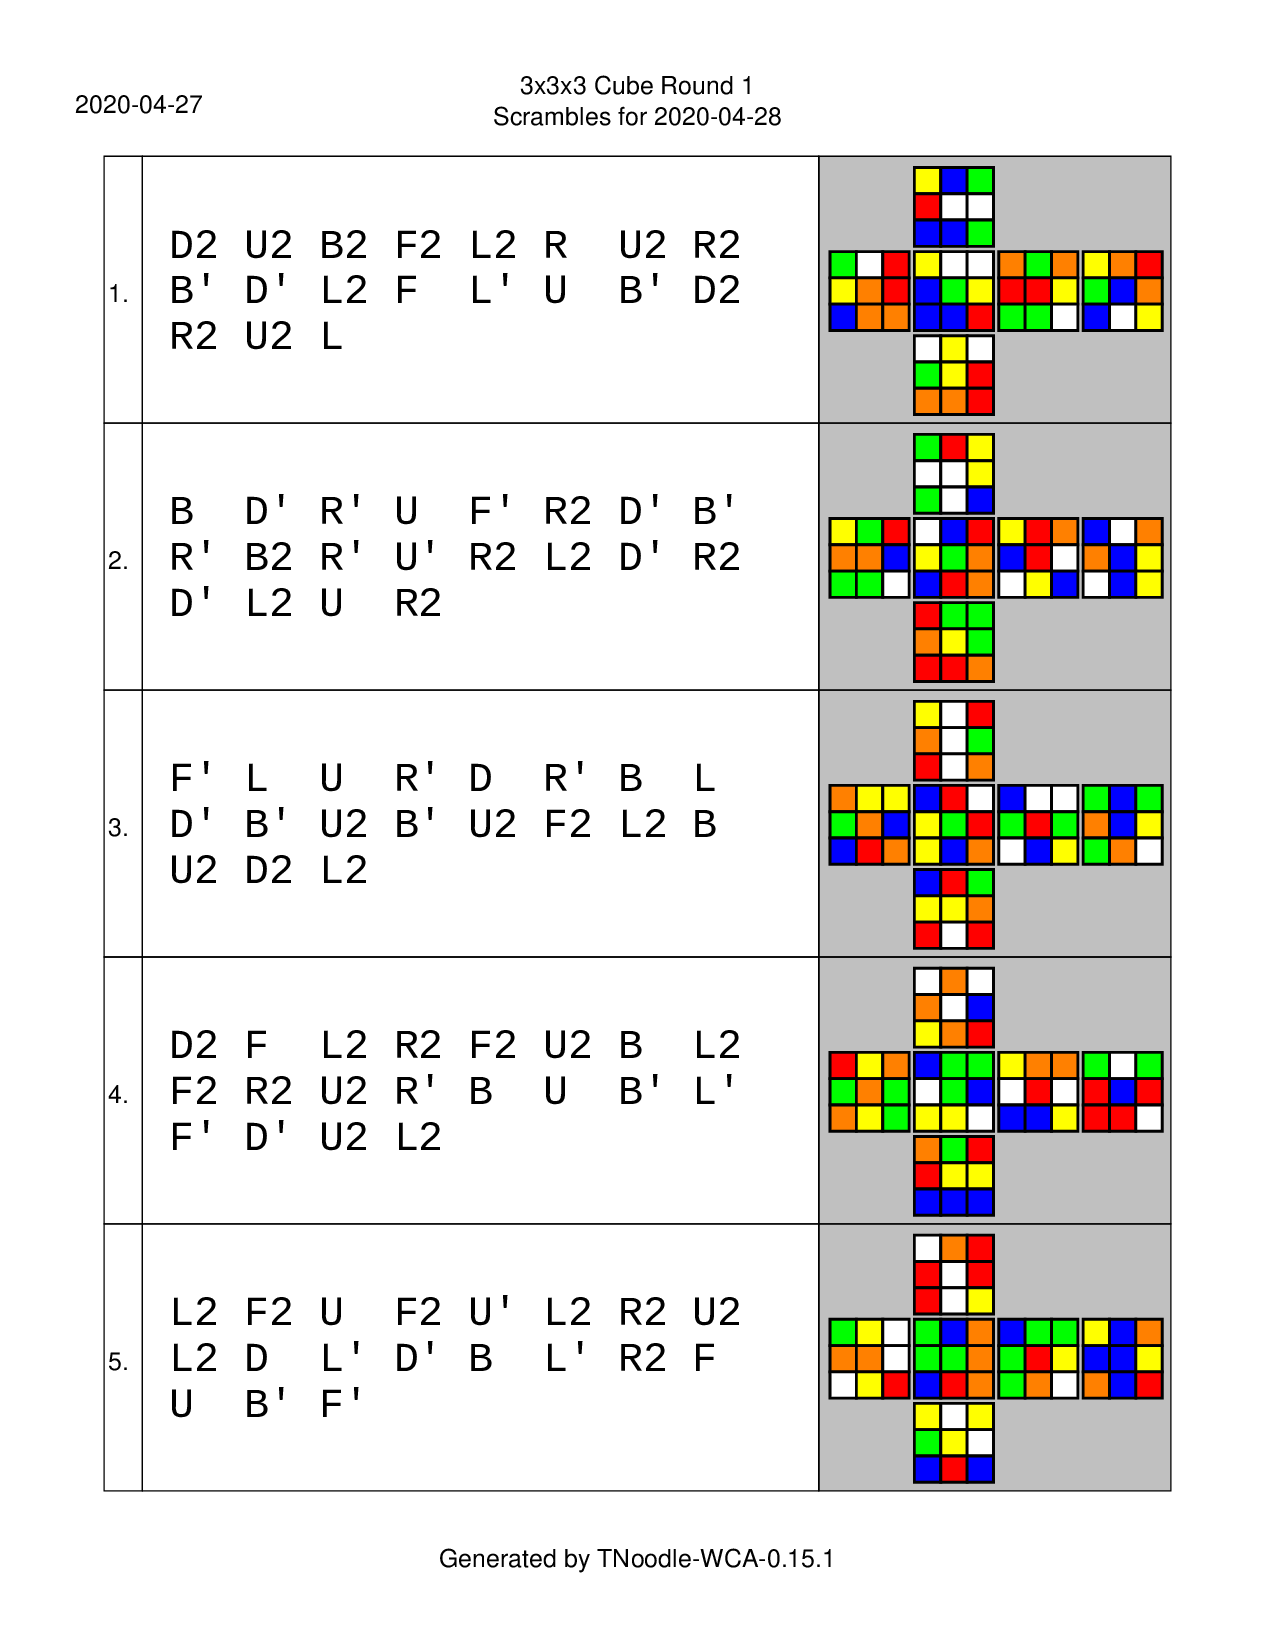 2020-04-27
3x3x3 Cube Round 1
Scrambles for 2020-04-28
1.
D2 U2 B2 F2 L2 R U2 R2
B' D' L2 F L' U B' D2
R2 U2 L
2.
B D' R' U F' R2 D' B'
R' B2 R' U' R2 L2 D' R2
D' L2 U R2
3.
F' L U R' D R' B L
D' B' U2 B' U2 F2 L2 B
U2 D2 L2
4.
D2 F L2 R2 F2 U2 B L2
F2 R2 U2 R' B U B' L'
F' D' U2 L2
5.
L2 F2 U F2 U' L2 R2 U2
L2 D L' D' B L' R2 F
U B' F'
Generated by TNoodle-WCA-0.15.1